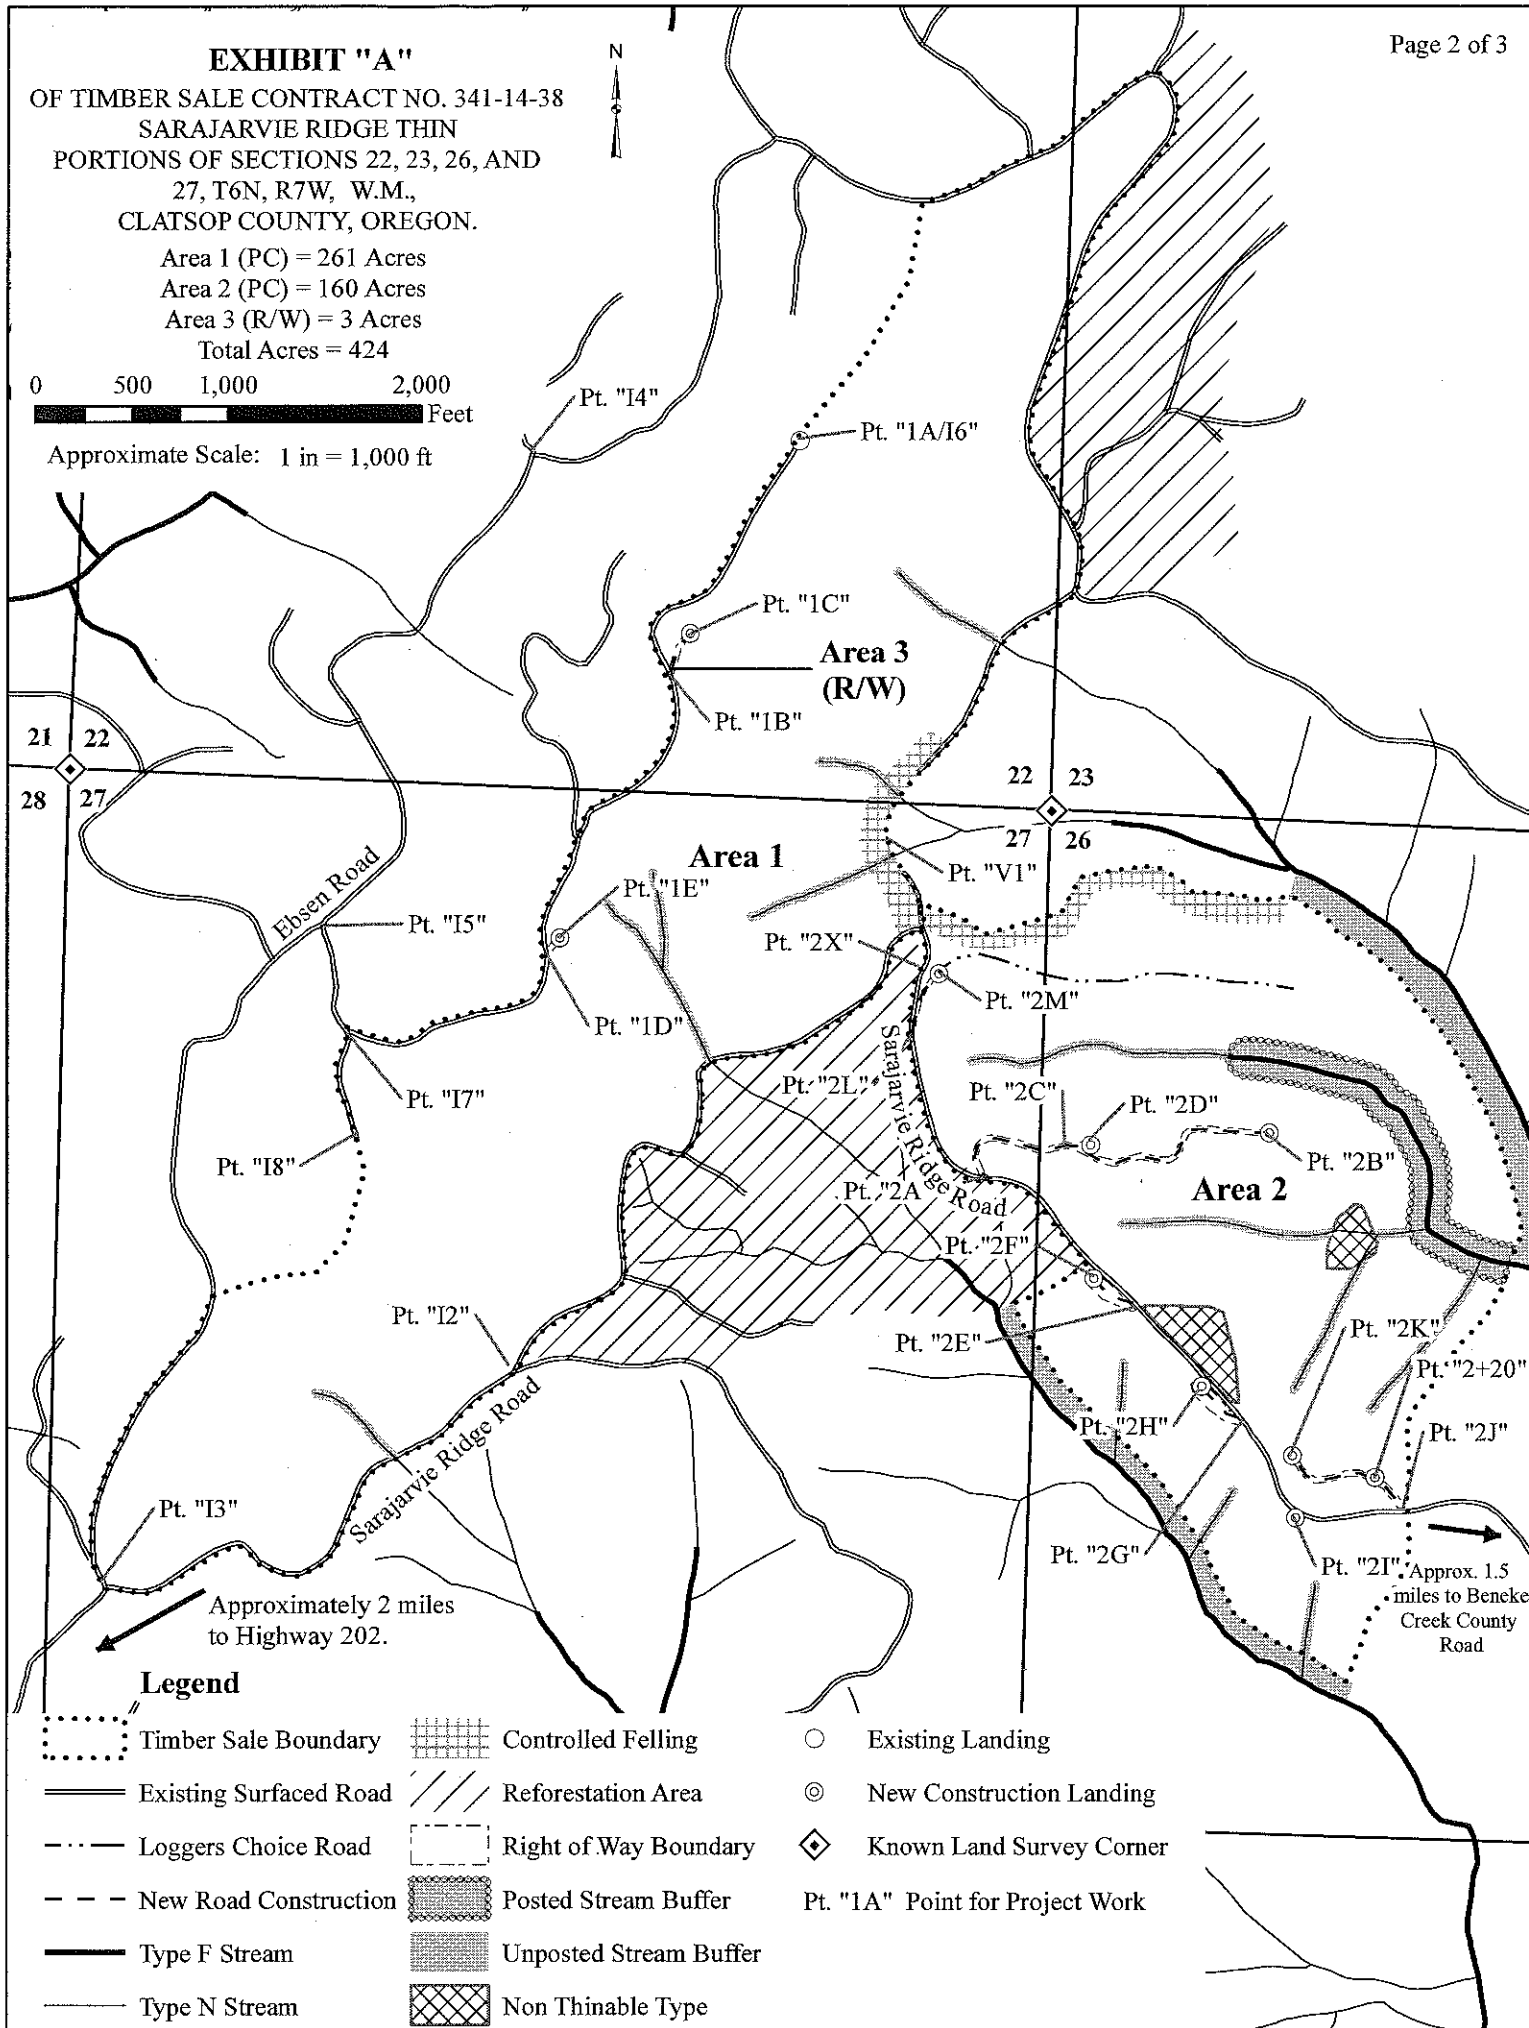 Page 2 of 3
EXHIBIT "A"
OF TIMBER SALE CONTRACT NO. 341-14-38
SARAJARVIE RIDGE THIN
PORTIONS OF SECTIONS 22, 23, 26, AND
27, T6N, R7W, W.M.,
CLATSOP COUNTY, OREGON.
Area 1 (PC) = 261 Acres
Area 2 (PC) = 160 Acres
Area 3 (R/W) = 3 Acres
Total Acres = 424
0 500 1,000 2,000
Feet
Approximate Scale: 1 in = 1,000 ft
N
Pt. "I4"
Pt. "1A/I6"
Pt. "1C"
Area 3
(R/W)
Pt. "1B"
21 22
28 27
22 23
27 26
Area 1
Pt. "V1"
Ebsen Road
Pt. "1E"
Pt. "I5"
Pt. "2X"
Pt. "2M"
Pt. "1D"
Sarajarvie Ridge Road
Pt. "2L"
Pt. "2C"
Pt. "2D"
Pt. "I7"
Pt. "I8"
Pt. "2B"
Pt. "2A
Area 2
Pt. "2F"
Pt. "I2"
Pt. "2E"
Pt. "2K"
Pt. "2+20"
Sarajarvie Ridge Road
Pt. "2H"
Pt. "2J"
Pt. "I3"
Pt. "2G"
Pt. "2I"
Approx. 1.5
miles to Beneke
Creek County
Road
Approximately 2 miles
to Highway 202.
Legend
Timber Sale Boundary
Existing Surfaced Road
Loggers Choice Road
New Road Construction
Type F Stream
Type N Stream
Controlled Felling
Reforestation Area
Right of Way Boundary
Posted Stream Buffer
Unposted Stream Buffer
Non Thinable Type
Existing Landing
New Construction Landing
Known Land Survey Corner
Pt. "1A" Point for Project Work